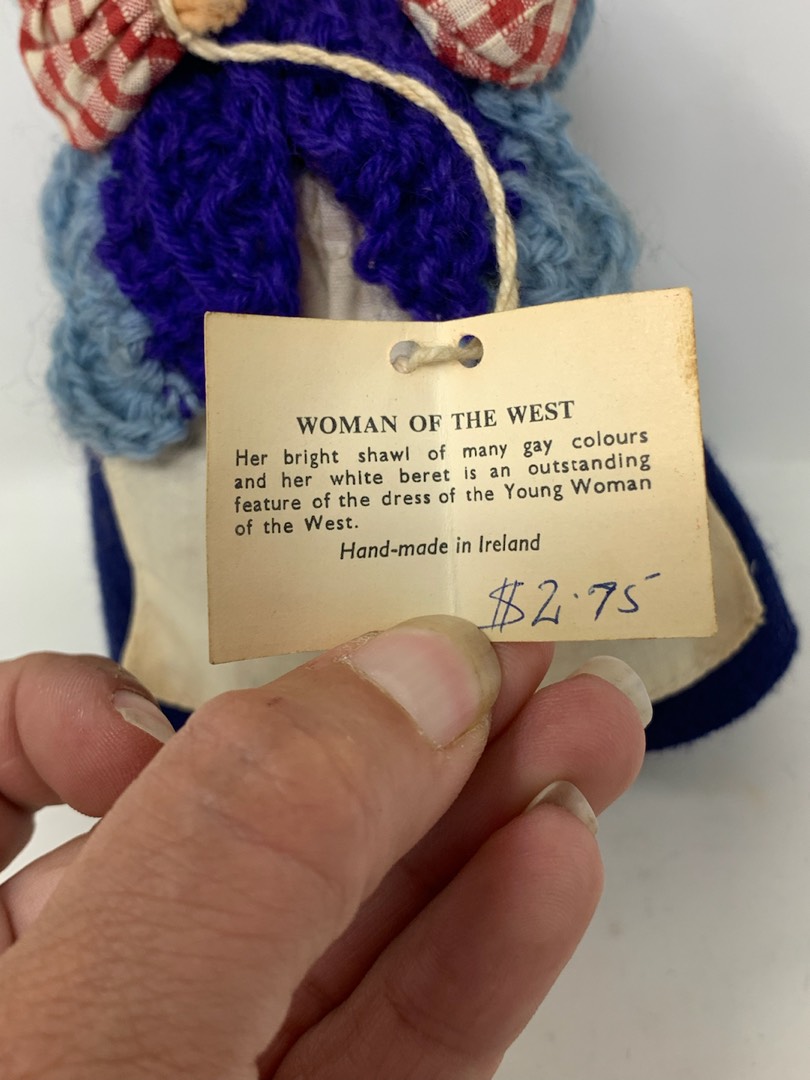 WOMAN OF THE WEST
Her bright shawl of many gay colours
and her white beret is an outstanding
feature of the dress of the Young Woman
of the West.
Hand-made in Ireland
$2.75